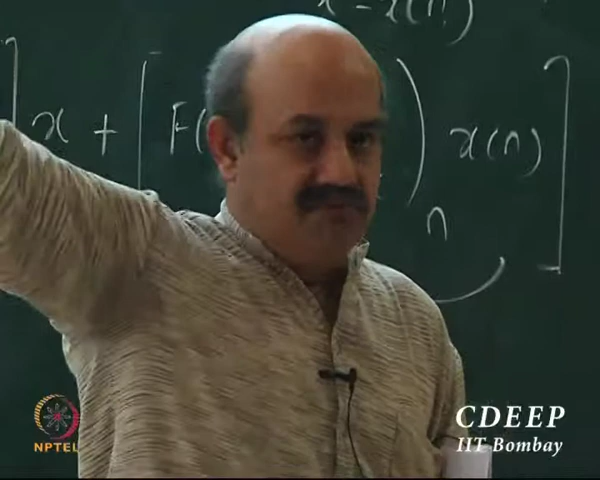 x - x(n)
] x + [ F( ) x(n) ]
n
CDEEP
IIT Bombay
NPTEL